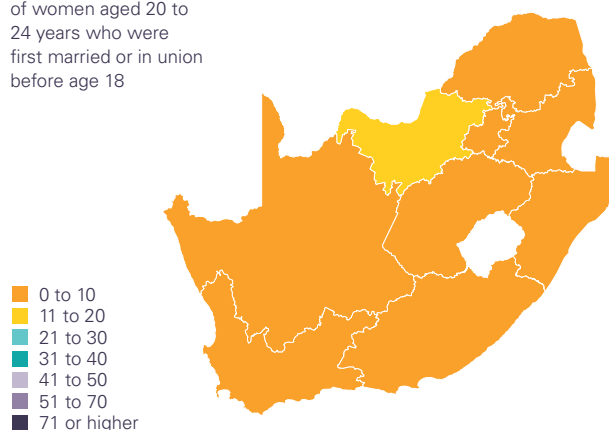 of women aged 20 to
24 years who were
first married or in union
before age 18
0 to 10
11 to 20
21 to 30
31 to 40
41 to 50
51 to 70
71 or higher